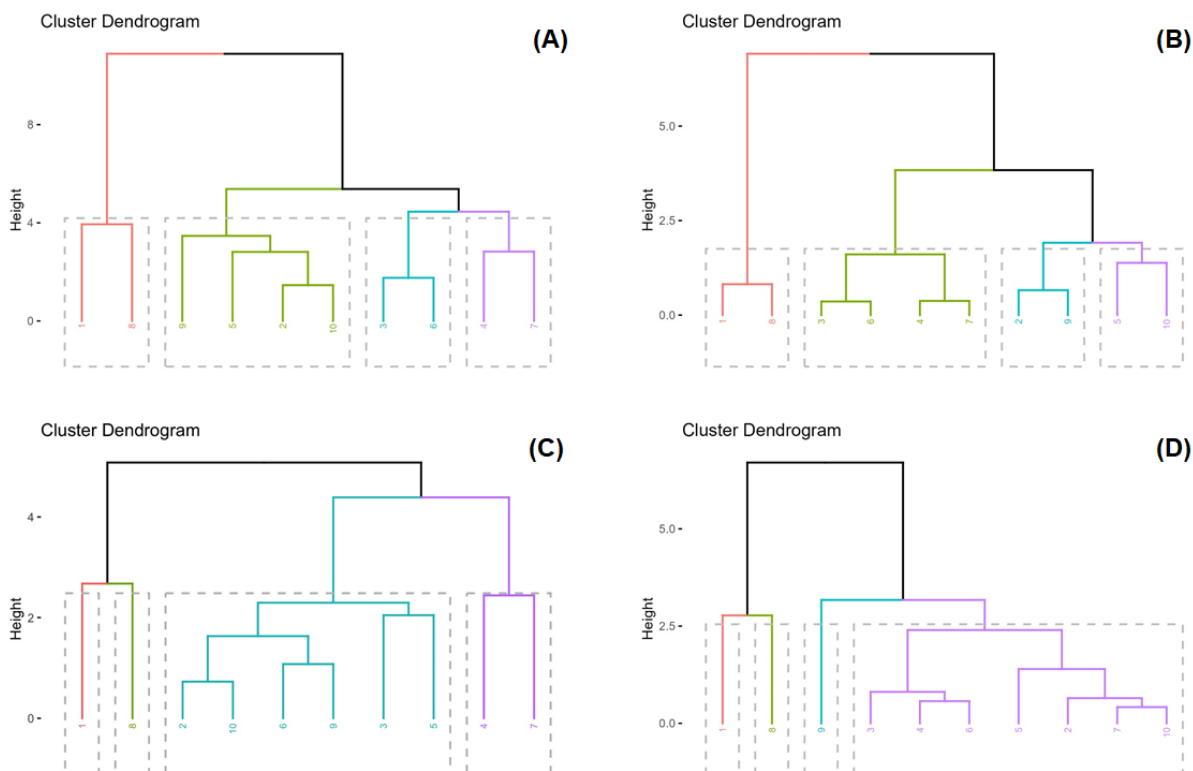 Cluster Dendrogram
(A)
8
4
0
Height
1 8 9 5 2 10 3 6 4 7
Cluster Dendrogram
(B)
5.0
2.5
0.0
Height
1 8 3 6 4 7 2 9 5 10
Cluster Dendrogram
(C)
4
2
0
Height
1 8 2 10 6 9 3 5 4 7
Cluster Dendrogram
(D)
5.0
2.5
0.0
Height
1 8 9 3 4 6 5 2 7 10